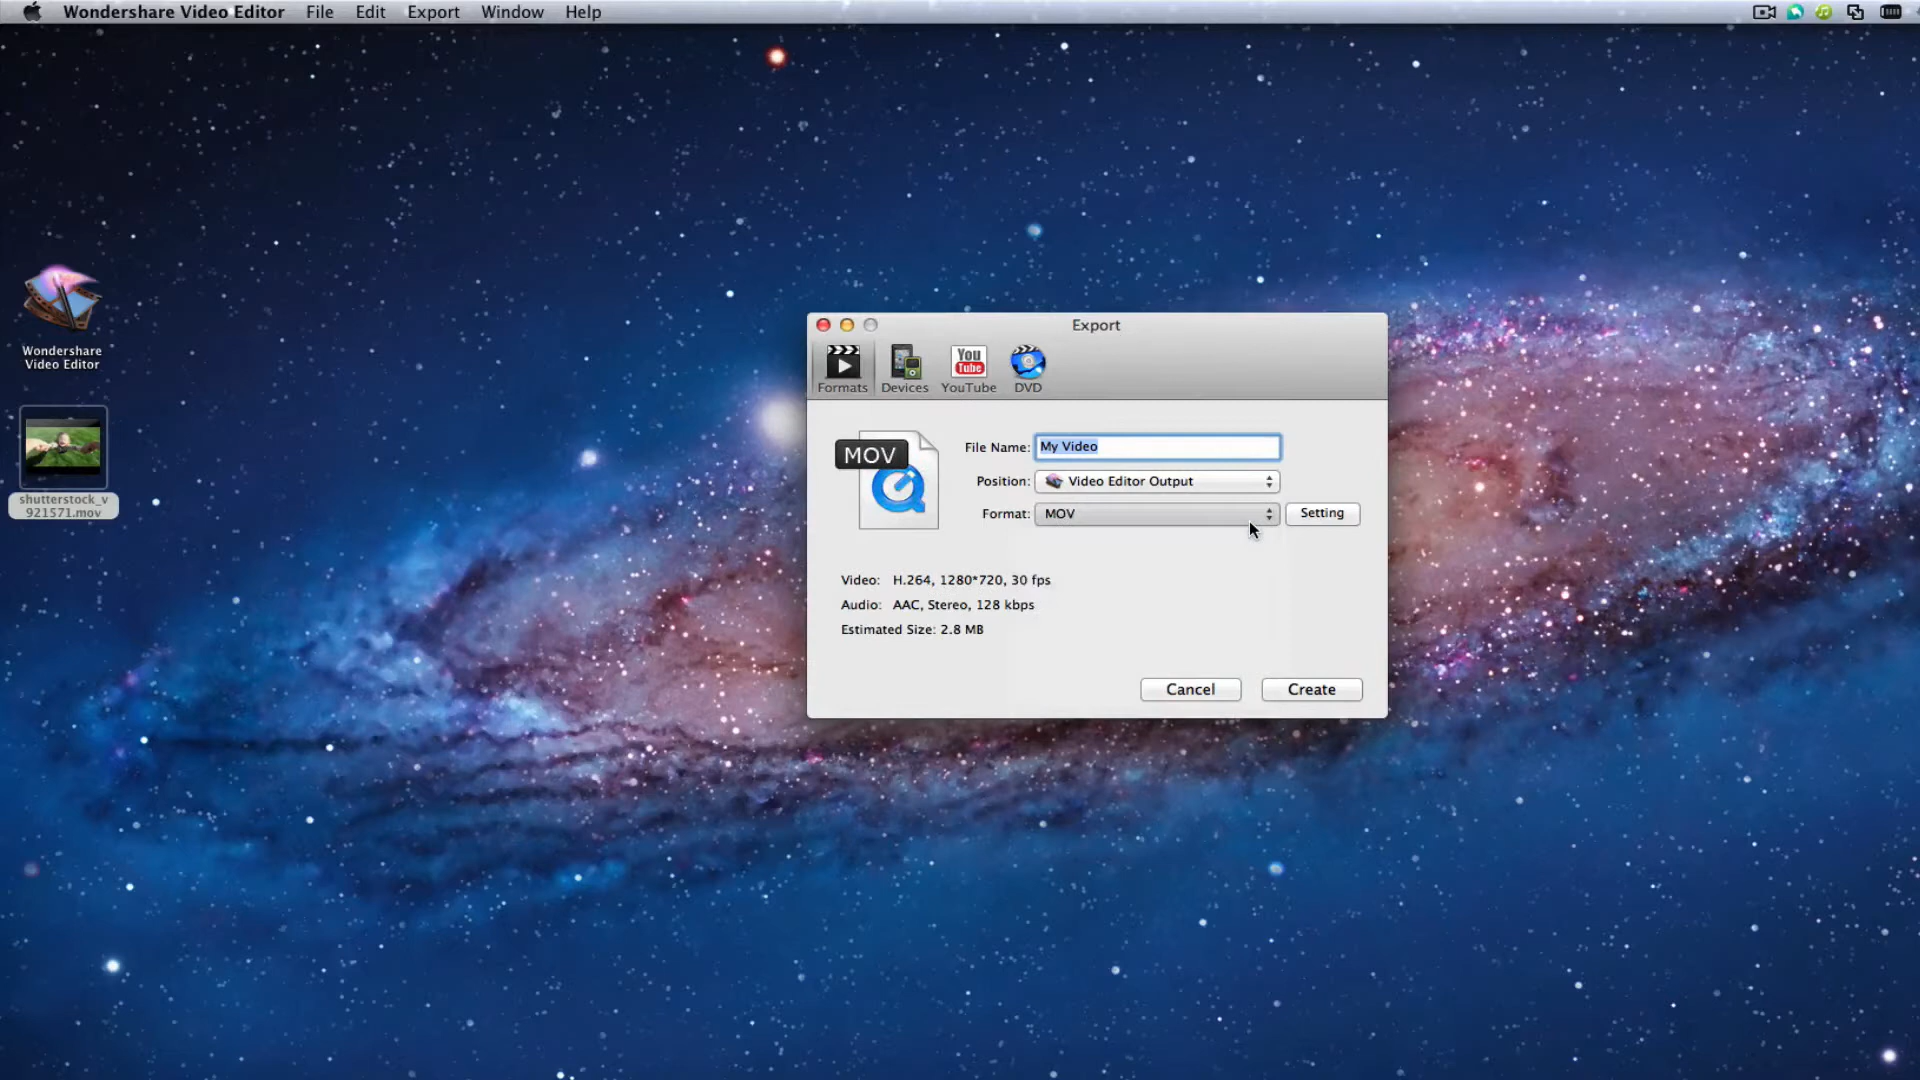 Wondershare Video Editor File Edit Export Window Help
Wondershare
Video Editor
shutterstock_v
921571.mov
Export
Formats Devices You Tube YouTube DVD
MOV
File Name: My Video
Position: Video Editor Output
Format: MOV Setting
Video: H.264, 1280*720, 30 fps
Audio: AAC, Stereo, 128 kbps
Estimated Size: 2.8 MB
Cancel Create